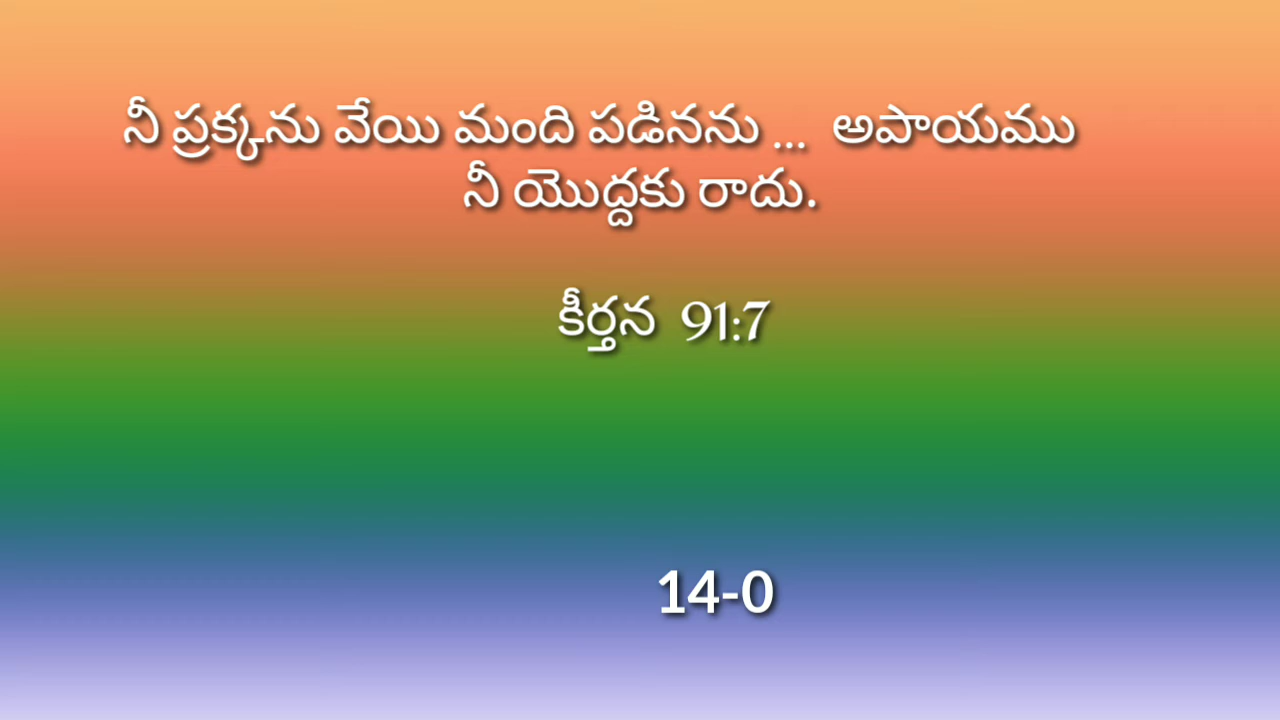 నీ ప్రక్కను వేయి మంది పడినను ... అపాయము
నీ యొద్దకు రాదు.
కీర్తన 91:7
14-0